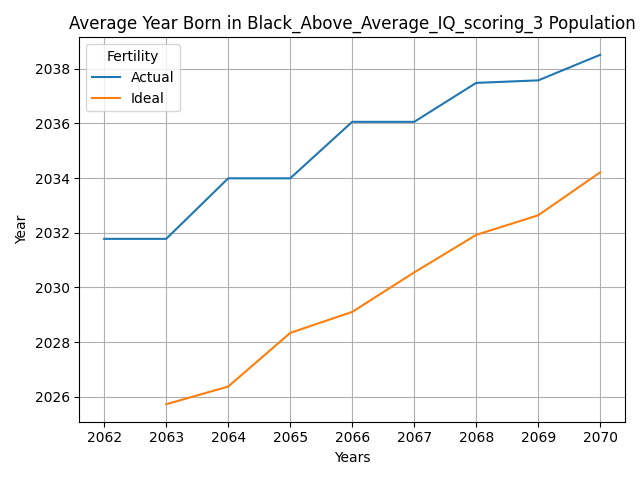 Average Year Born in Black_Above_Average_IQ_scoring_3 Population
Fertility
Actual
Ideal
Year
2038
2036
2034
2032
2030
2028
2026
2062 2063 2064 2065 2066 2067 2068 2069 2070
Years